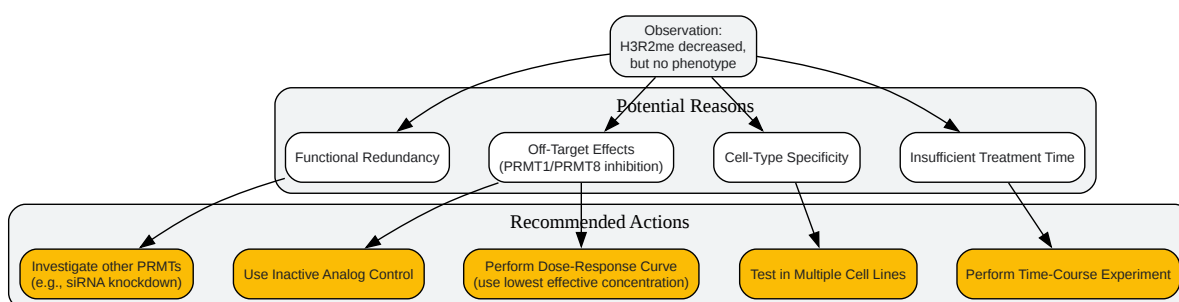 Observation:
H3R2me decreased,
but no phenotype
Potential Reasons
Functional Redundancy
Off-Target Effects
(PRMT1/PRMT8 inhibition)
Cell-Type Specificity
Insufficient Treatment Time
Recommended Actions
Investigate other PRMTs
(e.g., siRNA knockdown)
Use Inactive Analog Control
Perform Dose-Response Curve
(use lowest effective concentration)
Test in Multiple Cell Lines
Perform Time-Course Experiment